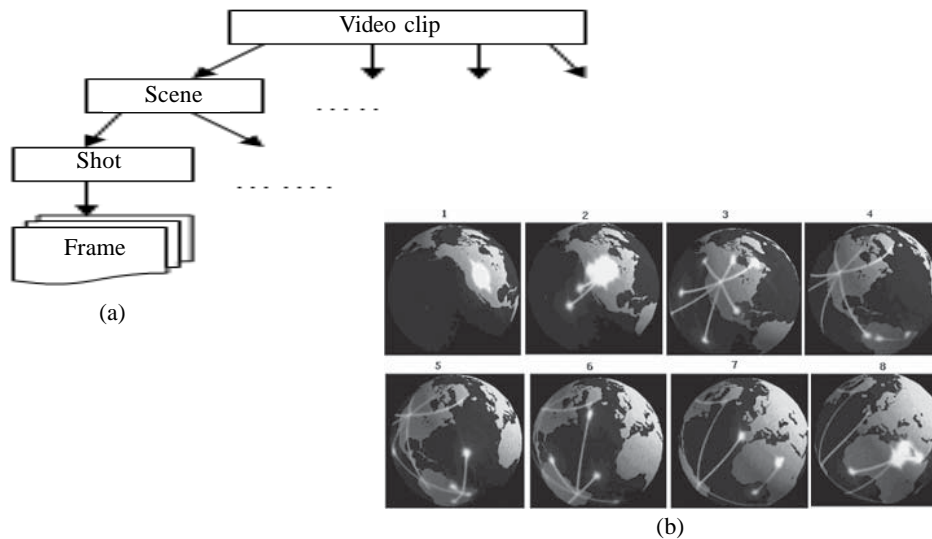 Video clip
Scene
- - - - -
Shot
- - - - - - - -
Frame
(a)
1 2 3 4
5 6 7 8
(b)